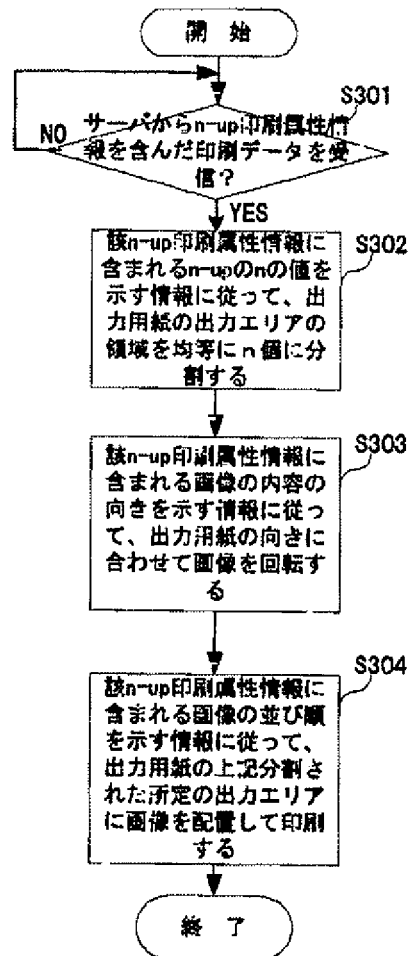 開 始
S301
サーバからn-up印刷属性情
NO
報を含んだ印刷データを受
信？
YES
S302
該n-up印刷属性情報に
含まれるn-upのnの値を
示す情報に従って、出
力用紙の出力エリアの
領域を均等にｎ個に分
割する
S303
該n-up印刷属性情報に
含まれる画像の内容の
向きを示す情報に従っ
て、出力用紙の向きに
合わせて画像を回転す
る
S304
該n-up印刷属性情報に
含まれる画像の並び順
を示す情報に従って、
出力用紙の上記分割さ
れた所定の出力エリア
に画像を配置して印刷
する
終 了